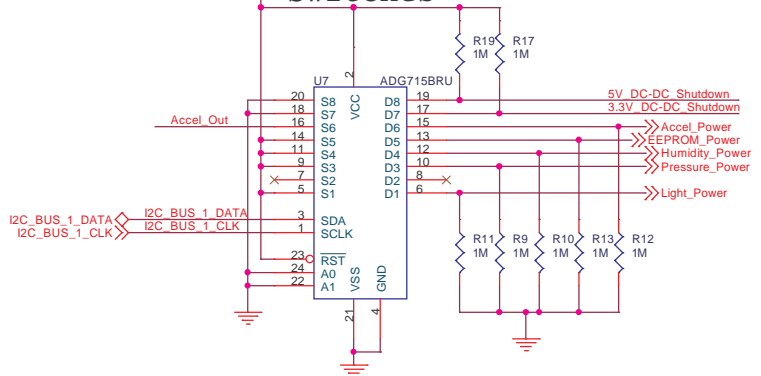 R19
1M
R17
1M
U7
ADG715BRU
2
VCC
20
S8
D8
19
5V_DC-DC_Shutdown
18
S7
D7
17
3.3V_DC-DC_Shutdown
Accel_Out
16
S6
D6
15
Accel_Power
14
S5
D5
13
EEPROM_Power
11
S4
D4
12
Humidity_Power
9
S3
D3
10
Pressure_Power
7
S2
D2
8
5
S1
D1
6
Light_Power
I2C_BUS_1_DATA
I2C_BUS_1_DATA
3
SDA
I2C_BUS_1_CLK
I2C_BUS_1_CLK
1
SCLK
R11
1M
R9
1M
R10
1M
R13
1M
R12
1M
23
RST
24
A0
22
A1
VSS
GND
21
4